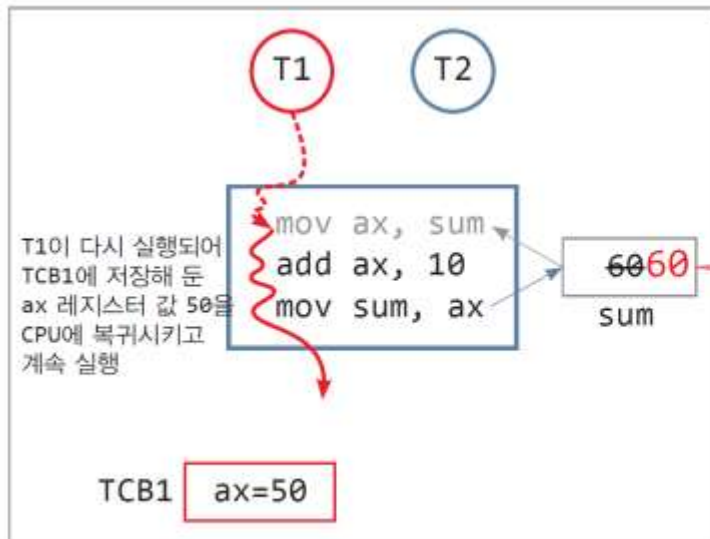 T1
T2
mov ax, sum
add ax, 10
mov sum, ax
T1이 다시 실행되어
TCB1에 저장해 둔
ax 레지스터 값 50을
CPU에 복귀시키고
계속 실행
6060
sum
TCB1
ax=50